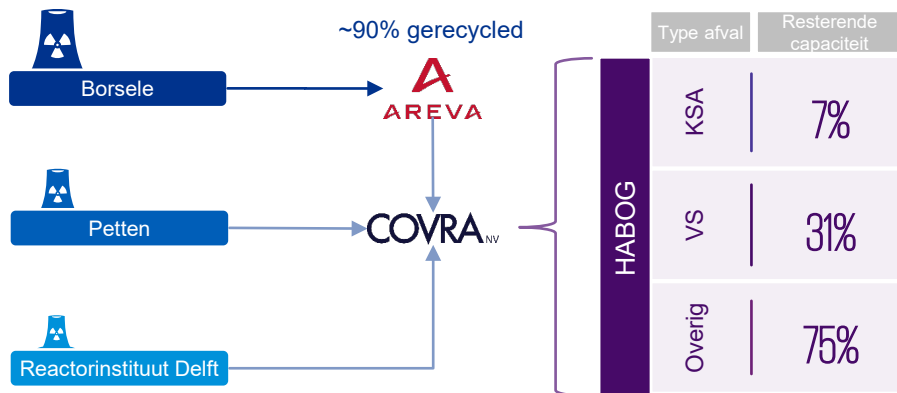 ~90% gerecycled
Borsele
AREVA
Petten
COVRA NV
Reactorinstituut Delft
HABOG
Type afval
Resterende
capaciteit
KSA
7%
VS
31%
Overig
75%